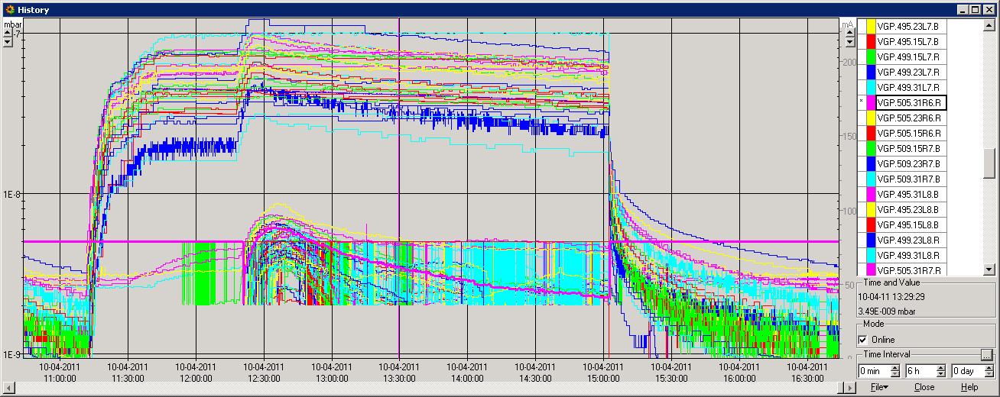 History
mbar
-7
1E-8
1E-9
mA
200
150
100
50
0
10-04-2011 10-04-2011 10-04-2011 10-04-2011 10-04-2011 10-04-2011 10-04-2011 10-04-2011 10-04-2011 10-04-2011 10-04-2011 10-04-2011
11:00:00 11:30:00 12:00:00 12:30:00 13:00:00 13:30:00 14:00:00 14:30:00 15:00:00 15:30:00 16:00:00 16:30:00
VGP.495.23L7.B
VGP.495.15L7.B
VGP.499.15L7.R
VGP.499.23L7.R
VGP.499.31L7.R
* VGP.505.31R6.R
VGP.505.23R6.R
VGP.505.15R6.R
VGP.509.15R7.B
VGP.509.23R7.B
VGP.509.31R7.B
VGP.495.31L8.B
VGP.495.23L8.B
VGP.495.15L8.B
VGP.499.23L8.R
VGP.499.31L8.R
VGP.505.31R7.R
Time and Value
10-04-11 13:29:29
3.49E-009 mbar
Mode
Online
Time Interval
...
0 min 6 h 0 day
File Close Help